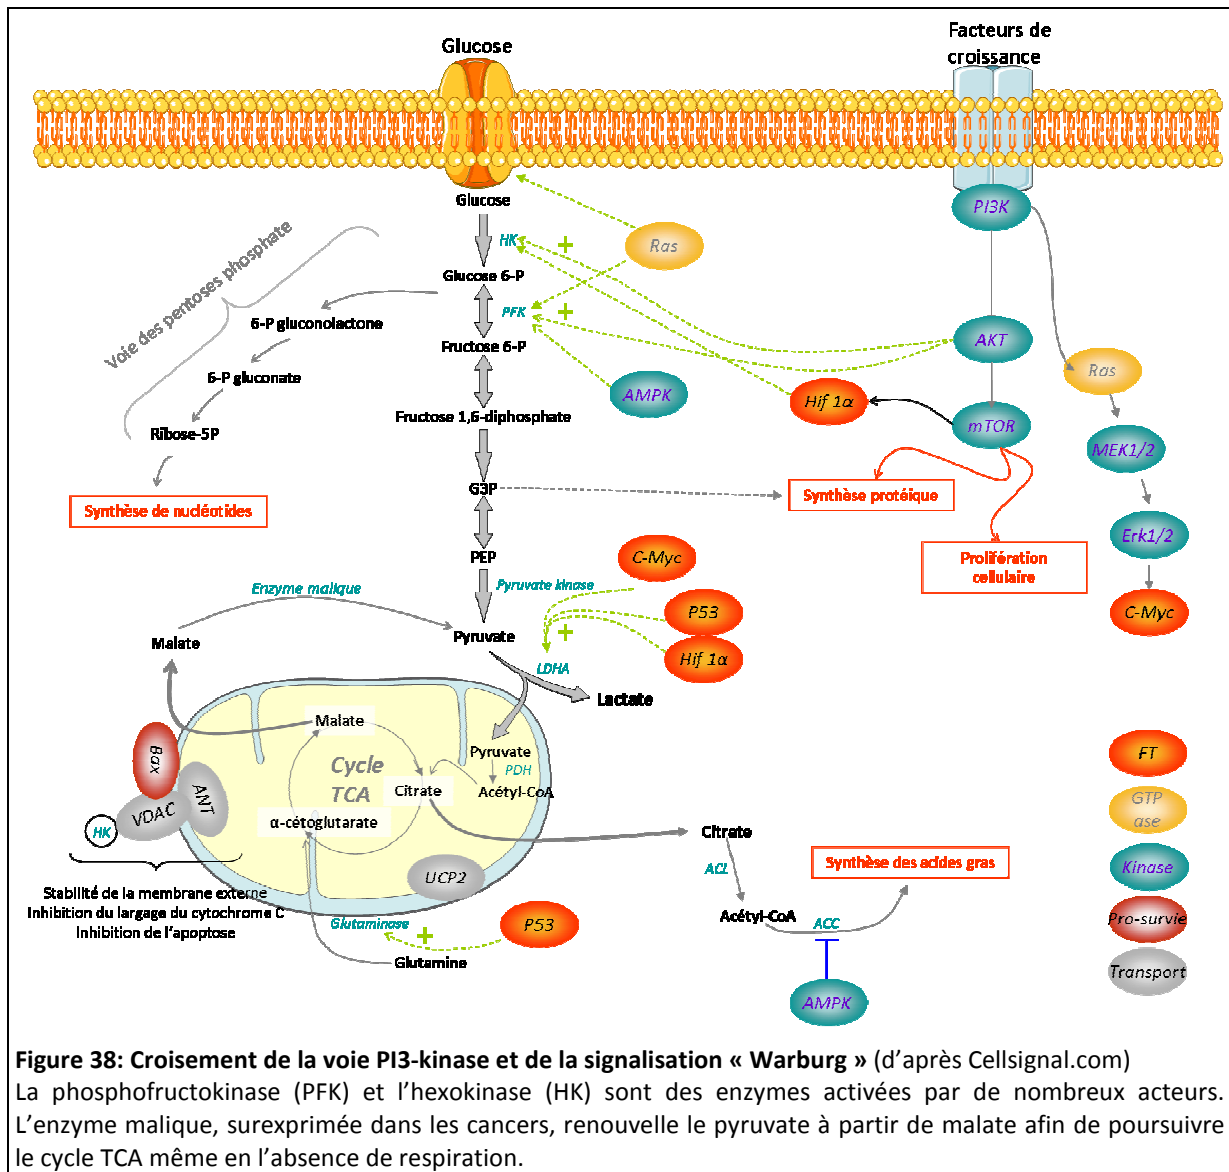 Glucose
Facteurs de
croissance
Glucose
PI3K
Ras
HK
+
Voie des pentoses phosphate
Glucose 6-P
6-P gluconolactone
PFK
+
Fructose 6-P
AKT
Ras
6-P gluconate
AMPK
Hif 1α
mTOR
Fructose 1,6-diphosphate
Ribose-5P
MEK1/2
G3P
Synthèse protéique
Synthèse de nucléotides
Erk1/2
Prolifération
cellulaire
PEP
C-Myc
Enzyme malique
Pyruvate kinase
P53
C-Myc
+
Malate
Pyruvate
LDHA
Hif 1α
Lactate
Malate
Bax
Pyruvate
PDH
Cycle
TCA
Citrate
Acétyl-CoA
ANT
VDAC
HK
α-cétoglutarate
Citrate
UCP2
ACL
Synthèse des acides gras
Stabilité de la membrane externe
Inhibition du largage du cytochrome C
Inhibition de l'apoptose
Glutaminase
+
P53
Glutamine
Acétyl-CoA
ACC
AMPK
FT
GTP
ase
Kinase
Pro-survie
Transport
Figure 38: Croisement de la voie PI3-kinase et de la signalisation « Warburg » (d'après Cellsignal.com)
La phosphofructokinase (PFK) et l'hexokinase (HK) sont des enzymes activées par de nombreux acteurs.
L'enzyme malique, surexprimée dans les cancers, renouvelle le pyruvate à partir de malate afin de poursuivre
le cycle TCA même en l'absence de respiration.